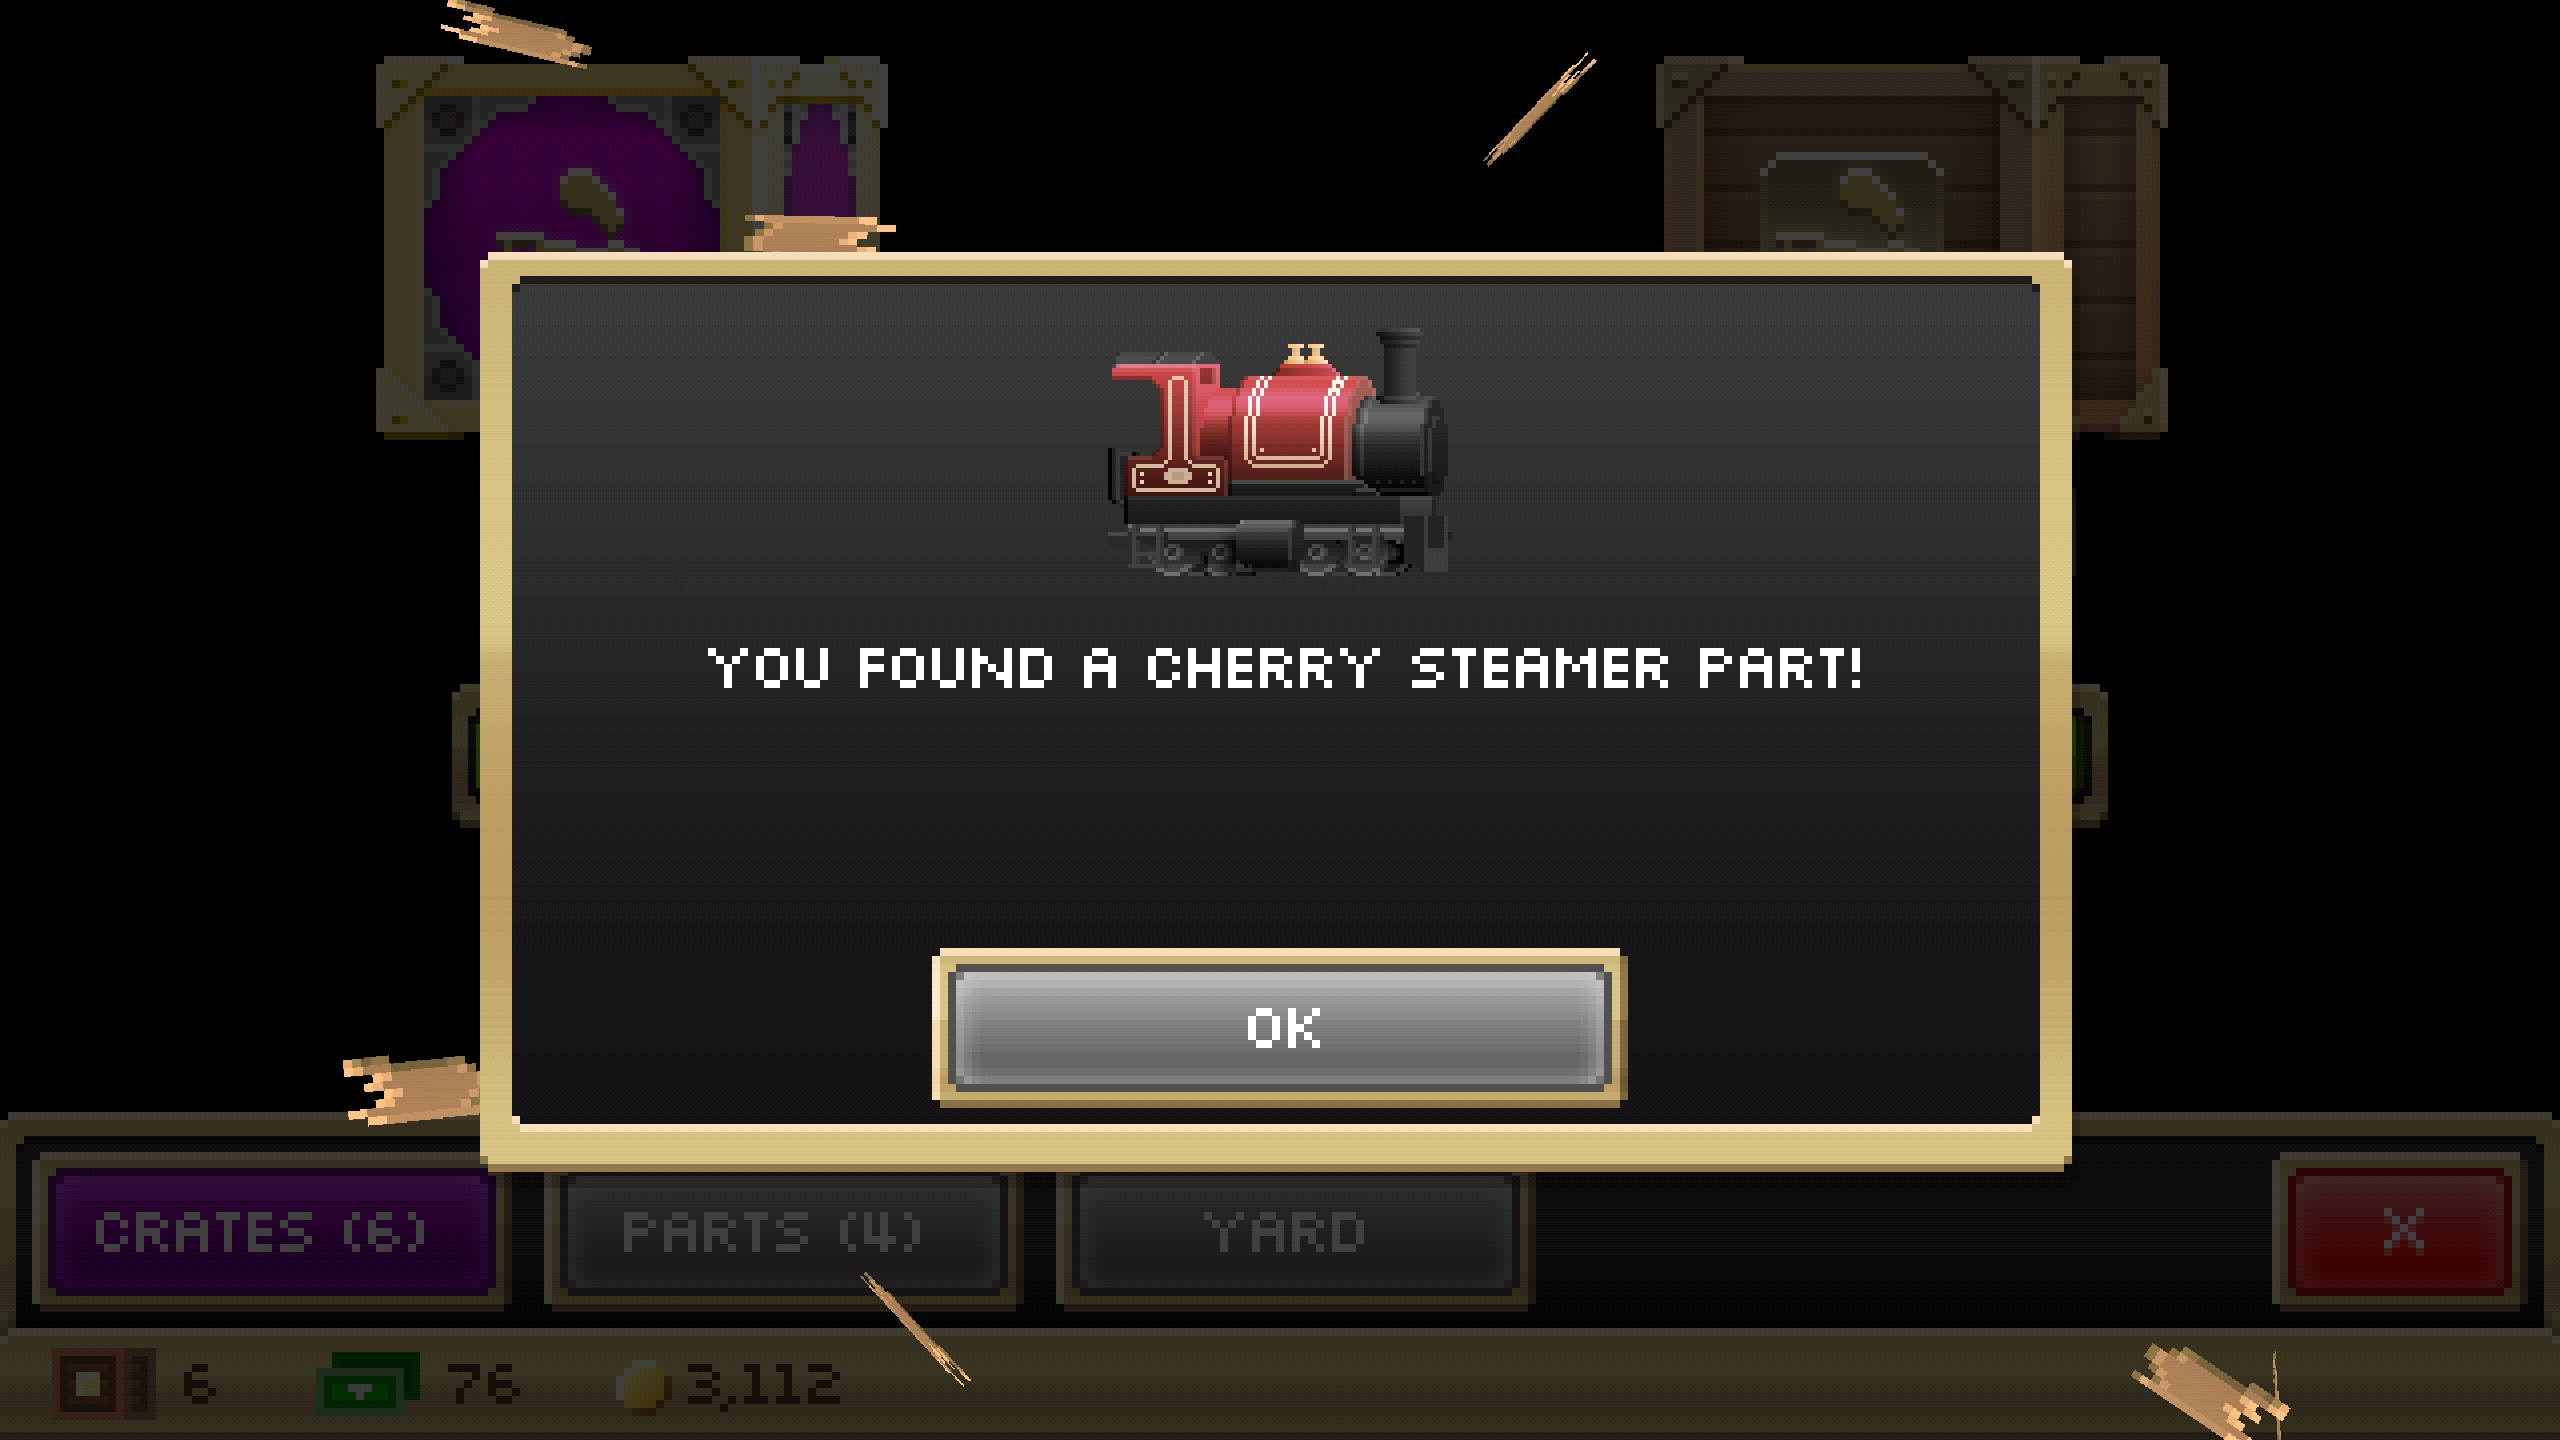 YOU FOUND A CHERRY STEAMER PART!
OK
CRATES (6) PARTS (4) YARD X
6 76 3,112